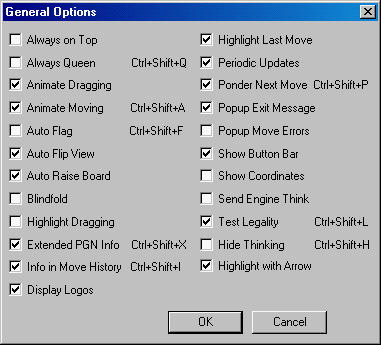 General Options
Always on Top
Always Queen Ctrl+Shift+Q
Animate Dragging
Animate Moving Ctrl+Shift+A
Auto Flag Ctrl+Shift+F
Auto Flip View
Auto Raise Board
Blindfold
Highlight Dragging
Extended PGN Info Ctrl+Shift+X
Info in Move History Ctrl+Shift+I
Display Logos
Highlight Last Move
Periodic Updates
Ponder Next Move Ctrl+Shift+P
Popup Exit Message
Popup Move Errors
Show Button Bar
Show Coordinates
Send Engine Think
Test Legality Ctrl+Shift+L
Hide Thinking Ctrl+Shift+H
Highlight with Arrow
OK
Cancel